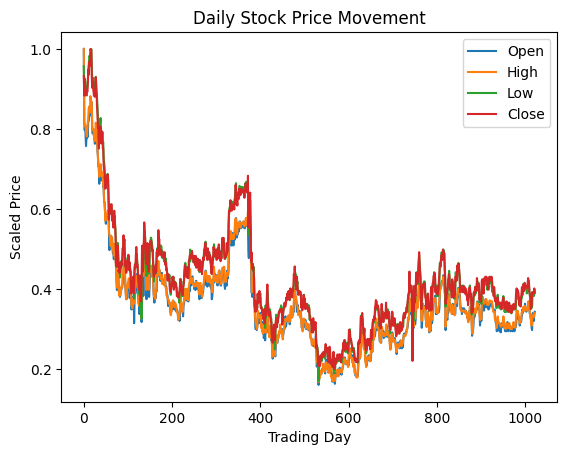 Daily Stock Price Movement
Open
High
Low
Close
Scaled Price
1.0
0.8
0.6
0.4
0.2
0
200
400
600
800
1000
Trading Day